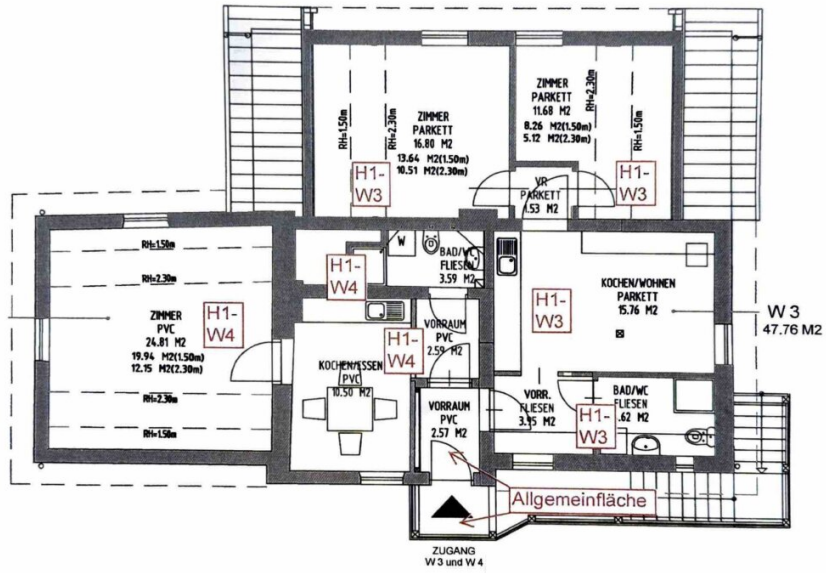 ZIMMER
PARKETT
16.80 M2
13.64 M2(1.50m)
10.51 M2(2.30m)
RH=1.50m
RH=2.30m
ZIMMER
PARKETT
11.68 M2
8.26 M2(1.50m)
5.12 M2(2.30m)
RH=2.30m
RH=1.50m
H1-
W3
H1-
W3
VR
PARKETT
1.53 M2
RH=1.50m
RH=2.30m
ZIMMER
PVC
24.81 M2
19.94 M2(1.50m)
12.15 M2(2.30m)
RH=2.30m
RH=1.50m
H1-
W4
H1-
W4
W
BAD/WC
FLIESEN
3.59 M2
KOCHEN/WOHNEN
PARKETT
15.76 M2
H1-
W3
W 3
47.76 M2
KOCHEN/ESSEN
PVC
10.50 M2
H1-
W4
VORRAUM
PVC
2.59 M2
VORRAUM
PVC
2.57 M2
VORR.
FLIESEN
3.95 M2
BAD/WC
FLIESEN
.62 M2
H1-
W3
Allgemeinfläche
ZUGANG
W 3 und W 4